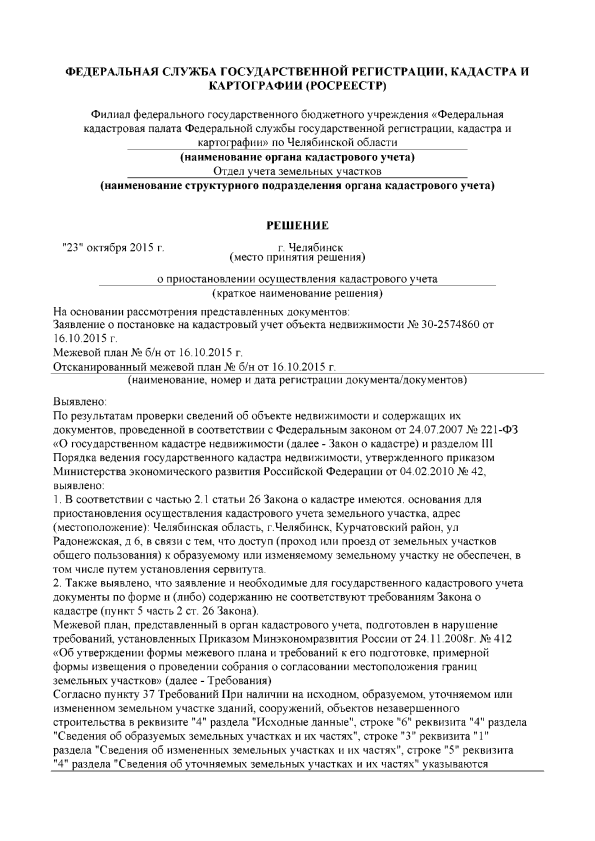 ФЕДЕРАЛЬНАЯ СЛУЖБА ГОСУДАРСТВЕННОЙ РЕГИСТРАЦИИ, КАДАСТРА И
КАРТОГРАФИИ (РОСРЕЕСТР)
Филиал федерального государственного бюджетного учреждения «Федеральная
кадастровая палата Федеральной службы государственной регистрации, кадастра и
картографии» по Челябинской области
(наименование органа кадастрового учета)
Отдел учета земельных участков
(наименование структурного подразделения органа кадастрового учета)
РЕШЕНИЕ
"23" октября 2015 г. г. Челябинск
(место принятия решения)
о приостановлении осуществления кадастрового учета
(краткое наименование решения)
На основании рассмотрения представленных документов:
Заявление о постановке на кадастровый учет объекта недвижимости № 30-2574860 от
16.10.2015 г.
Межевой план № б/н от 16.10.2015 г.
Отсканированный межевой план № б/н от 16.10.2015 г.
(наименование, номер и дата регистрации документа/документов)
Выявлено:
По результатам проверки сведений об объекте недвижимости и содержащих их
документов, проведенной в соответствии с Федеральным законом от 24.07.2007 № 221-ФЗ
«О государственном кадастре недвижимости (далее - Закон о кадастре) и разделом III
Порядка ведения государственного кадастра недвижимости, утвержденного приказом
Министерства экономического развития Российской Федерации от 04.02.2010 № 42,
выявлено:
1. В соответствии с частью 2.1 статьи 26 Закона о кадастре имеются. основания для
приостановления осуществления кадастрового учета земельного участка, адрес
(местоположение): Челябинская область, г.Челябинск, Курчатовский район, ул
Радонежская, д 6, в связи с тем, что доступ (проход или проезд от земельных участков
общего пользования) к образуемому или изменяемому земельному участку не обеспечен, в
том числе путем установления сервитута.
2. Также выявлено, что заявление и необходимые для государственного кадастрового учета
документы по форме и (либо) содержанию не соответствуют требованиям Закона о
кадастре (пункт 5 часть 2 ст. 26 Закона).
Межевой план, представленный в орган кадастрового учета, подготовлен в нарушение
требований, установленных Приказом Минэкономразвития России от 24.11.2008г. № 412
«Об утверждении формы межевого плана и требований к его подготовке, примерной
формы извещения о проведении собрания о согласовании местоположения границ
земельных участков» (далее - Требования)
Согласно пункту 37 Требований При наличии на исходном, образуемом, уточняемом или
измененном земельном участке зданий, сооружений, объектов незавершенного
строительства в реквизите "4" раздела "Исходные данные", строке "6" реквизита "4" раздела
"Сведения об образуемых земельных участках и их частях", строке "3" реквизита "1"
раздела "Сведения об измененных земельных участках и их частях", строке "5" реквизита
"4" раздела "Сведения об уточняемых земельных участках и их частях" указываются